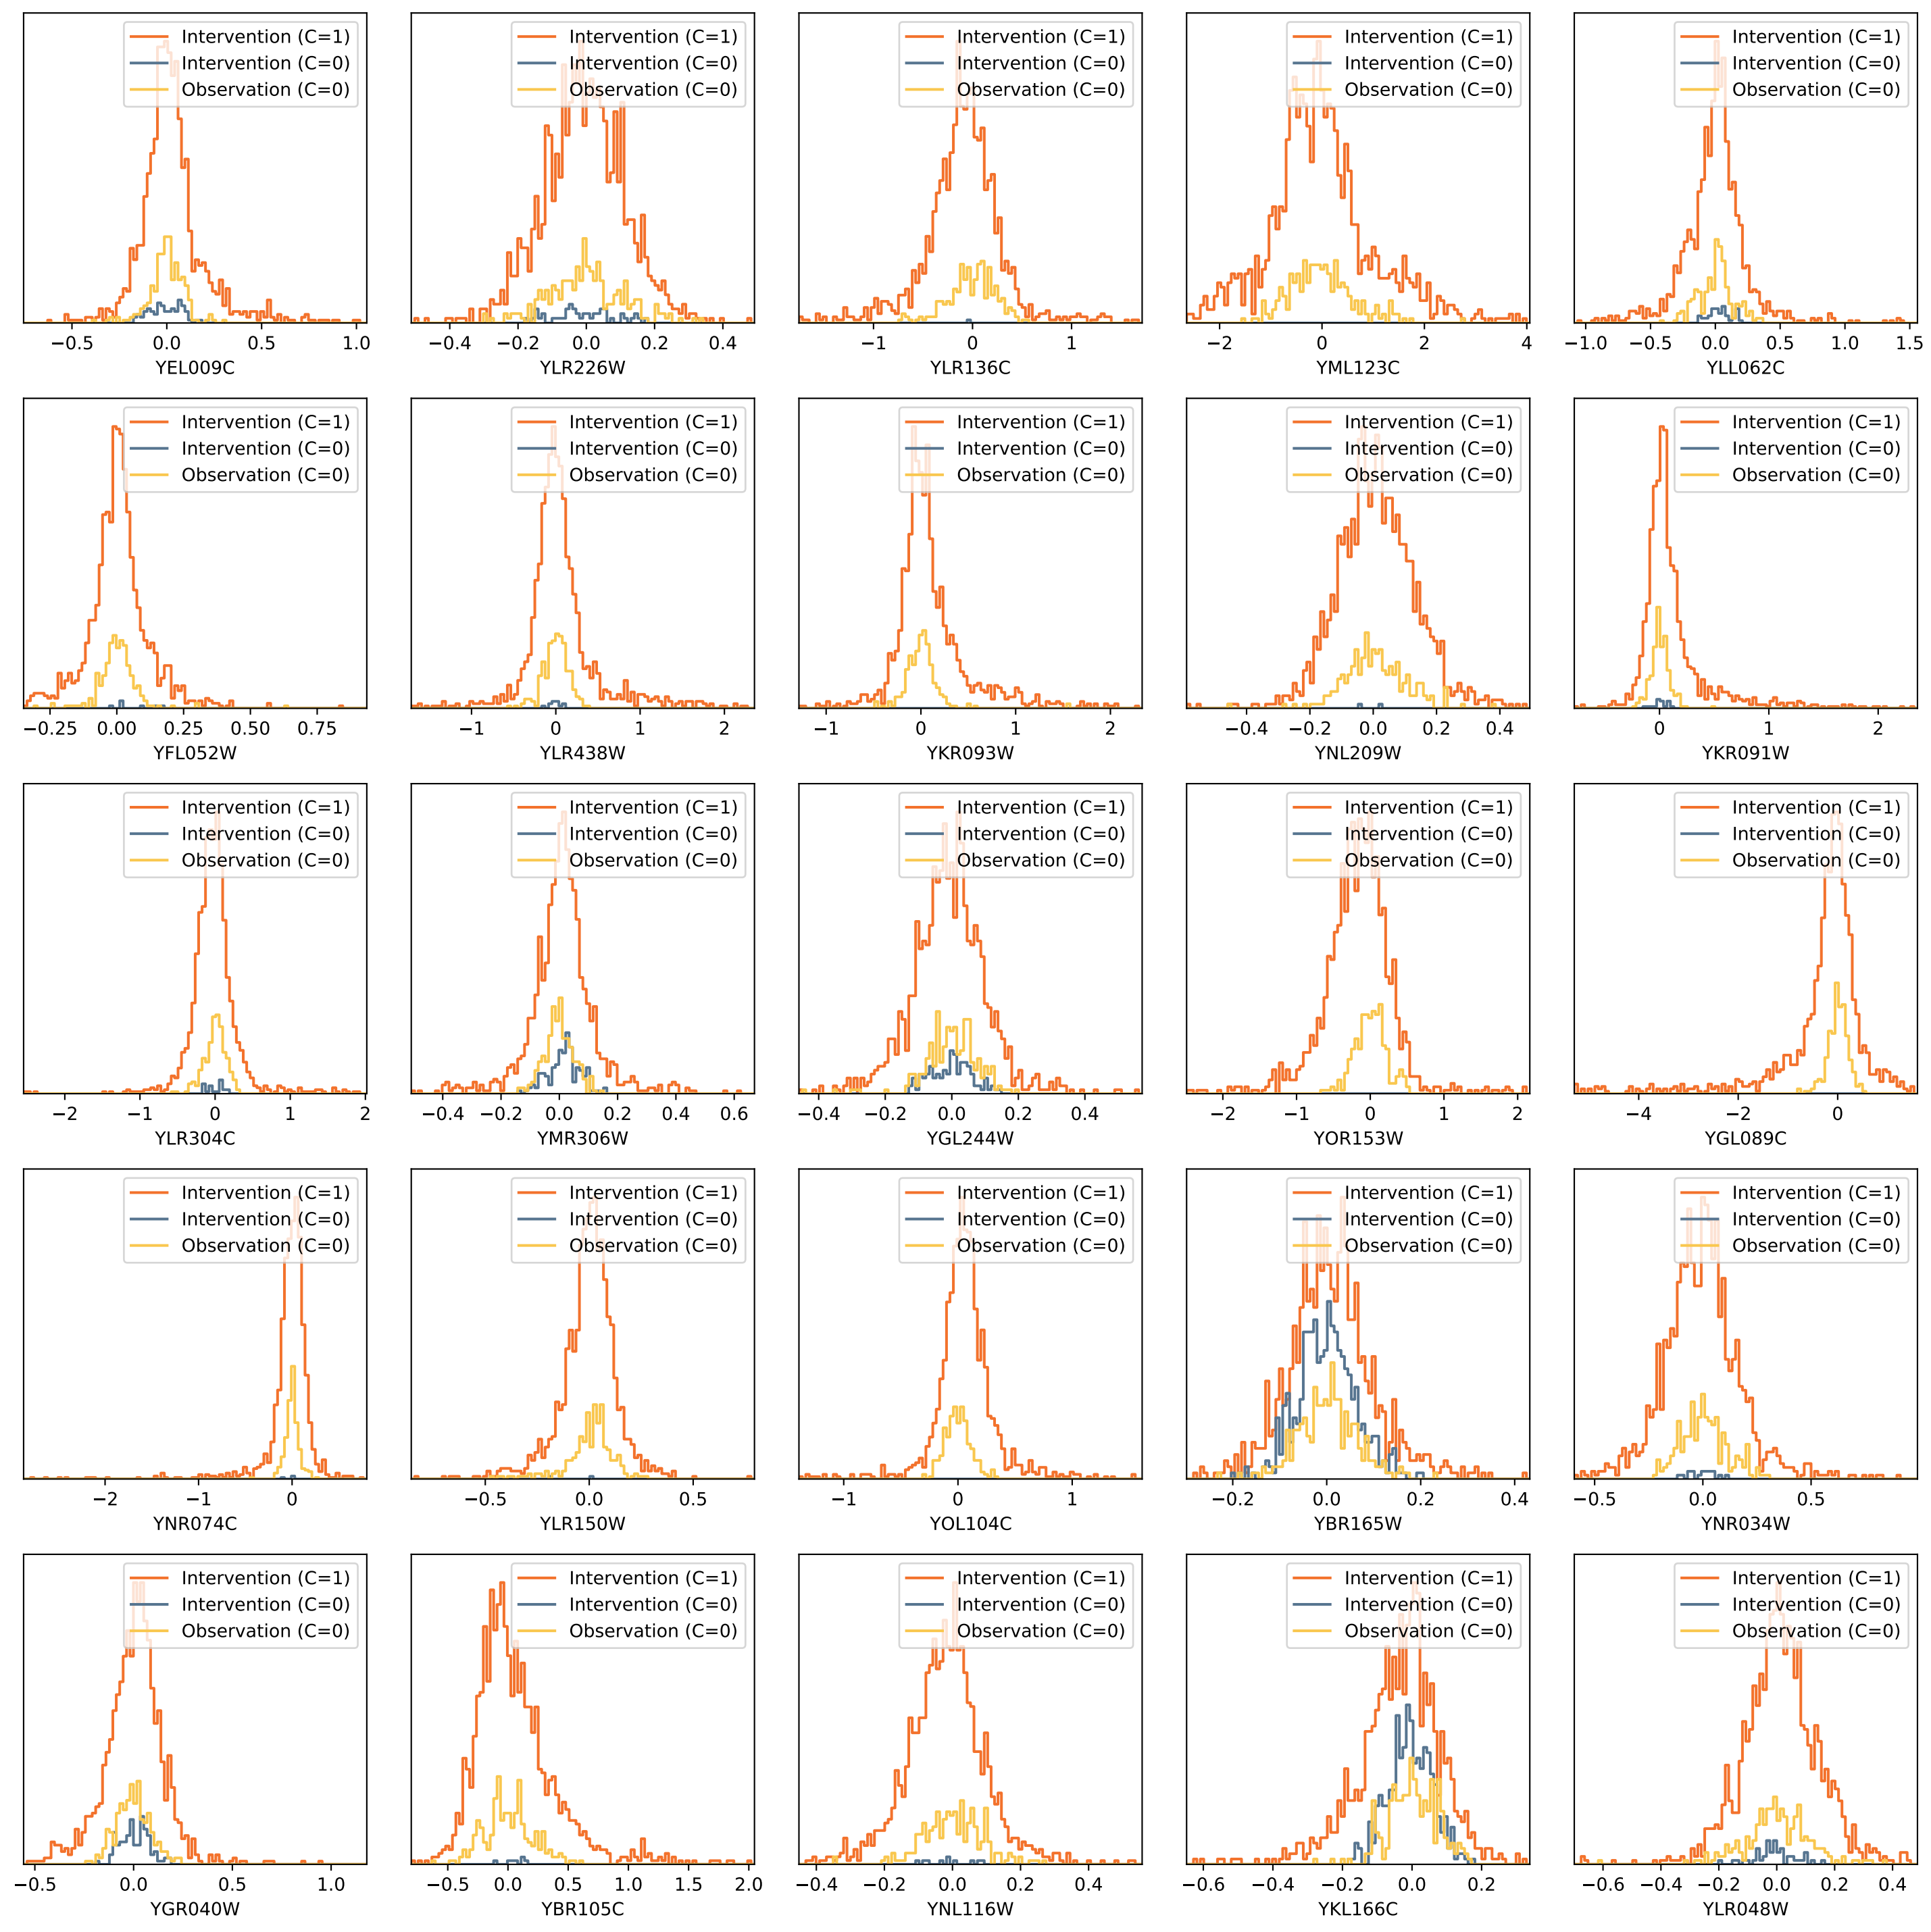 Intervention (C=1)
Intervention (C=0)
Observation (C=0)
−0.5 0.0 0.5 1.0
YEL009C
Intervention (C=1)
Intervention (C=0)
Observation (C=0)
−0.4 −0.2 0.0 0.2 0.4
YLR226W
Intervention (C=1)
Intervention (C=0)
Observation (C=0)
−1 0 1
YLR136C
Intervention (C=1)
Intervention (C=0)
Observation (C=0)
−2 0 2 4
YML123C
Intervention (C=1)
Intervention (C=0)
Observation (C=0)
−1.0 −0.5 0.0 0.5 1.0 1.5
YLL062C
Intervention (C=1)
Intervention (C=0)
Observation (C=0)
−0.25 0.00 0.25 0.50 0.75
YFL052W
Intervention (C=1)
Intervention (C=0)
Observation (C=0)
−1 0 1 2
YLR438W
Intervention (C=1)
Intervention (C=0)
Observation (C=0)
−1 0 1 2
YKR093W
Intervention (C=1)
Intervention (C=0)
Observation (C=0)
−0.4 −0.2 0.0 0.2 0.4
YNL209W
Intervention (C=1)
Intervention (C=0)
Observation (C=0)
0 1 2
YKR091W
Intervention (C=1)
Intervention (C=0)
Observation (C=0)
−2 −1 0 1 2
YLR304C
Intervention (C=1)
Intervention (C=0)
Observation (C=0)
−0.4 −0.2 0.0 0.2 0.4 0.6
YMR306W
Intervention (C=1)
Intervention (C=0)
Observation (C=0)
−0.4 −0.2 0.0 0.2 0.4
YGL244W
Intervention (C=1)
Intervention (C=0)
Observation (C=0)
−2 −1 0 1 2
YOR153W
Intervention (C=1)
Intervention (C=0)
Observation (C=0)
−4 −2 0
YGL089C
Intervention (C=1)
Intervention (C=0)
Observation (C=0)
−2 −1 0
YNR074C
Intervention (C=1)
Intervention (C=0)
Observation (C=0)
−0.5 0.0 0.5
YLR150W
Intervention (C=1)
Intervention (C=0)
Observation (C=0)
−1 0 1
YOL104C
Intervention (C=1)
Intervention (C=0)
Observation (C=0)
−0.2 0.0 0.2 0.4
YBR165W
Intervention (C=1)
Intervention (C=0)
Observation (C=0)
−0.5 0.0 0.5
YNR034W
Intervention (C=1)
Intervention (C=0)
Observation (C=0)
−0.5 0.0 0.5 1.0
YGR040W
Intervention (C=1)
Intervention (C=0)
Observation (C=0)
−0.5 0.0 0.5 1.0 1.5 2.0
YBR105C
Intervention (C=1)
Intervention (C=0)
Observation (C=0)
−0.4 −0.2 0.0 0.2 0.4
YNL116W
Intervention (C=1)
Intervention (C=0)
Observation (C=0)
−0.6 −0.4 −0.2 0.0 0.2
YKL166C
Intervention (C=1)
Intervention (C=0)
Observation (C=0)
−0.6 −0.4 −0.2 0.0 0.2 0.4
YLR048W